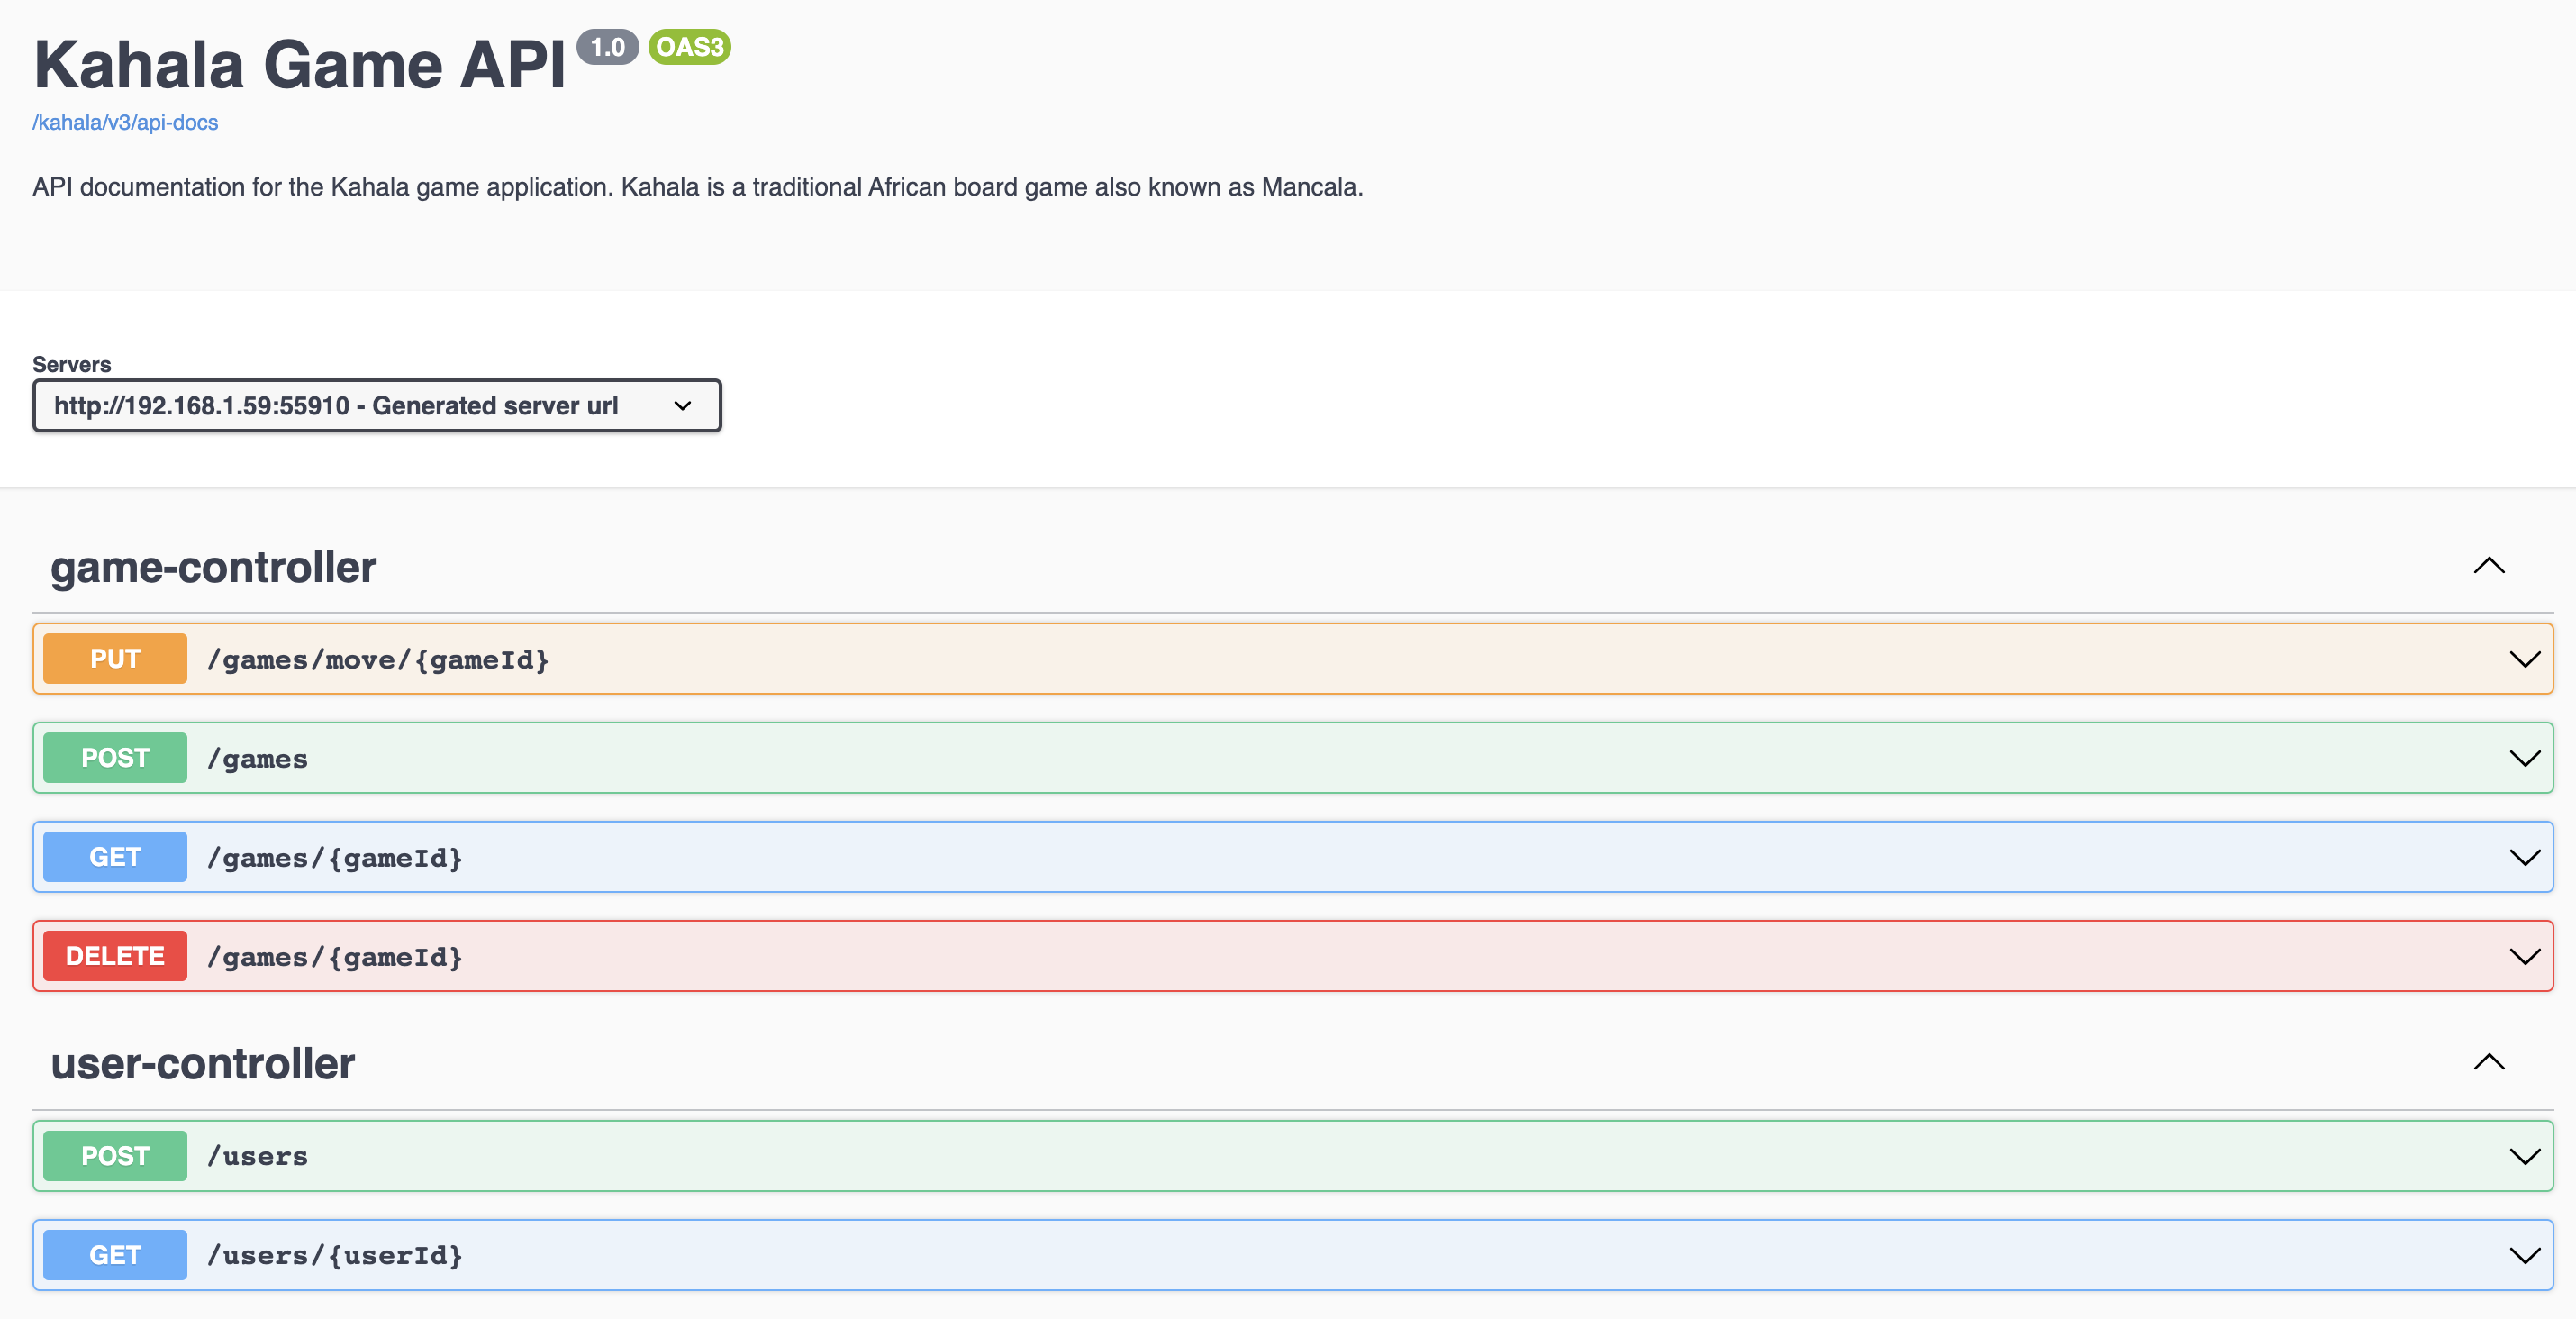 Kahala Game API 1.0 OAS3
/kahala/v3/api-docs
API documentation for the Kahala game application. Kahala is a traditional African board game also known as Mancala.
Servers
http://192.168.1.59:55910 - Generated server url
game-controller
PUT /games/move/{gameId}
POST /games
GET /games/{gameId}
DELETE /games/{gameId}
user-controller
POST /users
GET /users/{userId}